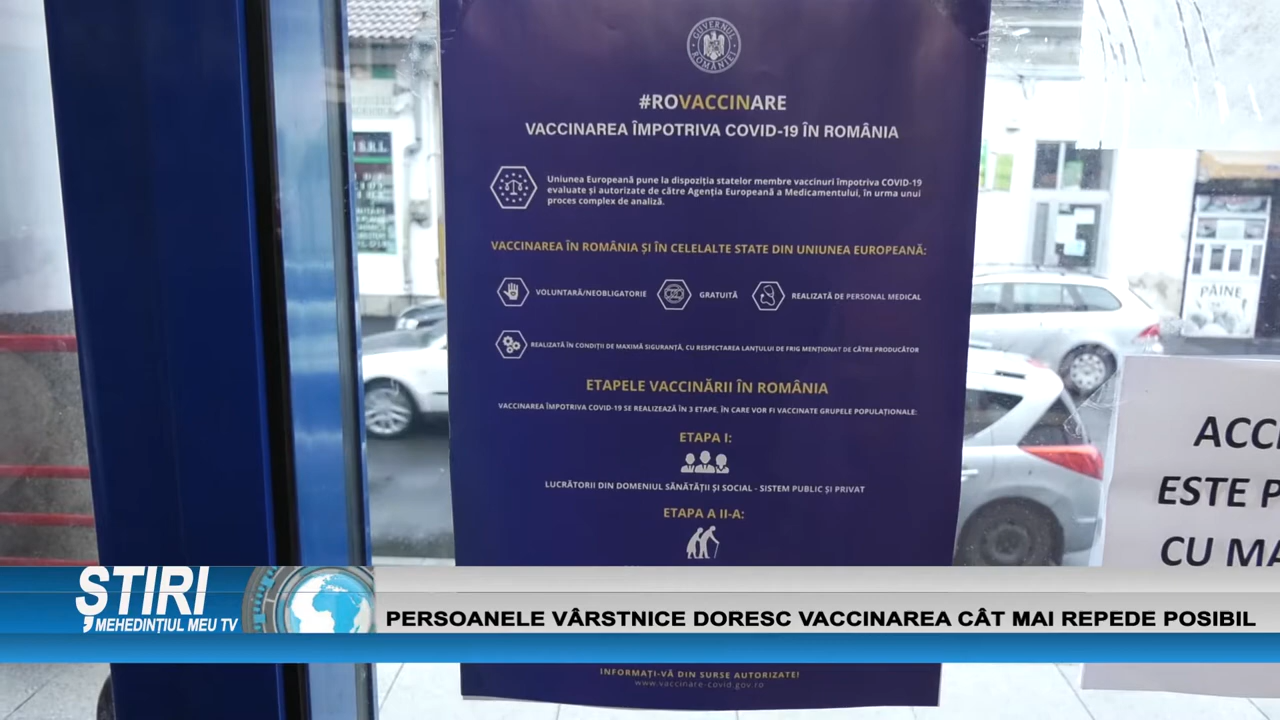 GUVERNUL ROMÂNIEI
#ROVACCINARE
VACCINAREA ÎMPOTRIVA COVID-19 ÎN ROMÂNIA
Uniunea Europeană pune la dispoziția statelor membre vaccinuri împotriva COVID-19
evaluate și autorizate de către Agenția Europeană a Medicamentului, în urma unui
proces complex de analiză.
VACCINAREA ÎN ROMÂNIA ȘI ÎN CELELALTE STATE DIN UNIUNEA EUROPEANĂ:
VOLUNTARĂ/NEOBLIGATORIE
GRATUITĂ
REALIZATĂ DE PERSONAL MEDICAL
REALIZATĂ ÎN CONDIȚII DE MAXIMĂ SIGURANȚĂ, CU RESPECTAREA LANȚULUI DE FRIG MENȚIONAT DE CĂTRE PRODUCĂTOR
ETAPELE VACCINĂRII ÎN ROMÂNIA
VACCINAREA ÎMPOTRIVA COVID-19 SE REALIZEAZĂ ÎN 3 ETAPE, ÎN CARE VOR FI VACCINATE GRUPELE POPULAȚIONALE:
ETAPA I:
LUCRĂTORII DIN DOMENIUL SĂNĂTĂȚII ȘI SOCIAL - SISTEM PUBLIC ȘI PRIVAT
ETAPA A II-A:
PÂINE
ACC
ESTE P
CU MA
ȘTIRI
MEHEDINȚIUL MEU TV
PERSOANELE VÂRSTNICE DORESC VACCINAREA CÂT MAI REPEDE POSIBIL
INFORMAȚI-VĂ DIN SURSE AUTORIZATE!
www.vaccinare-covid.gov.ro